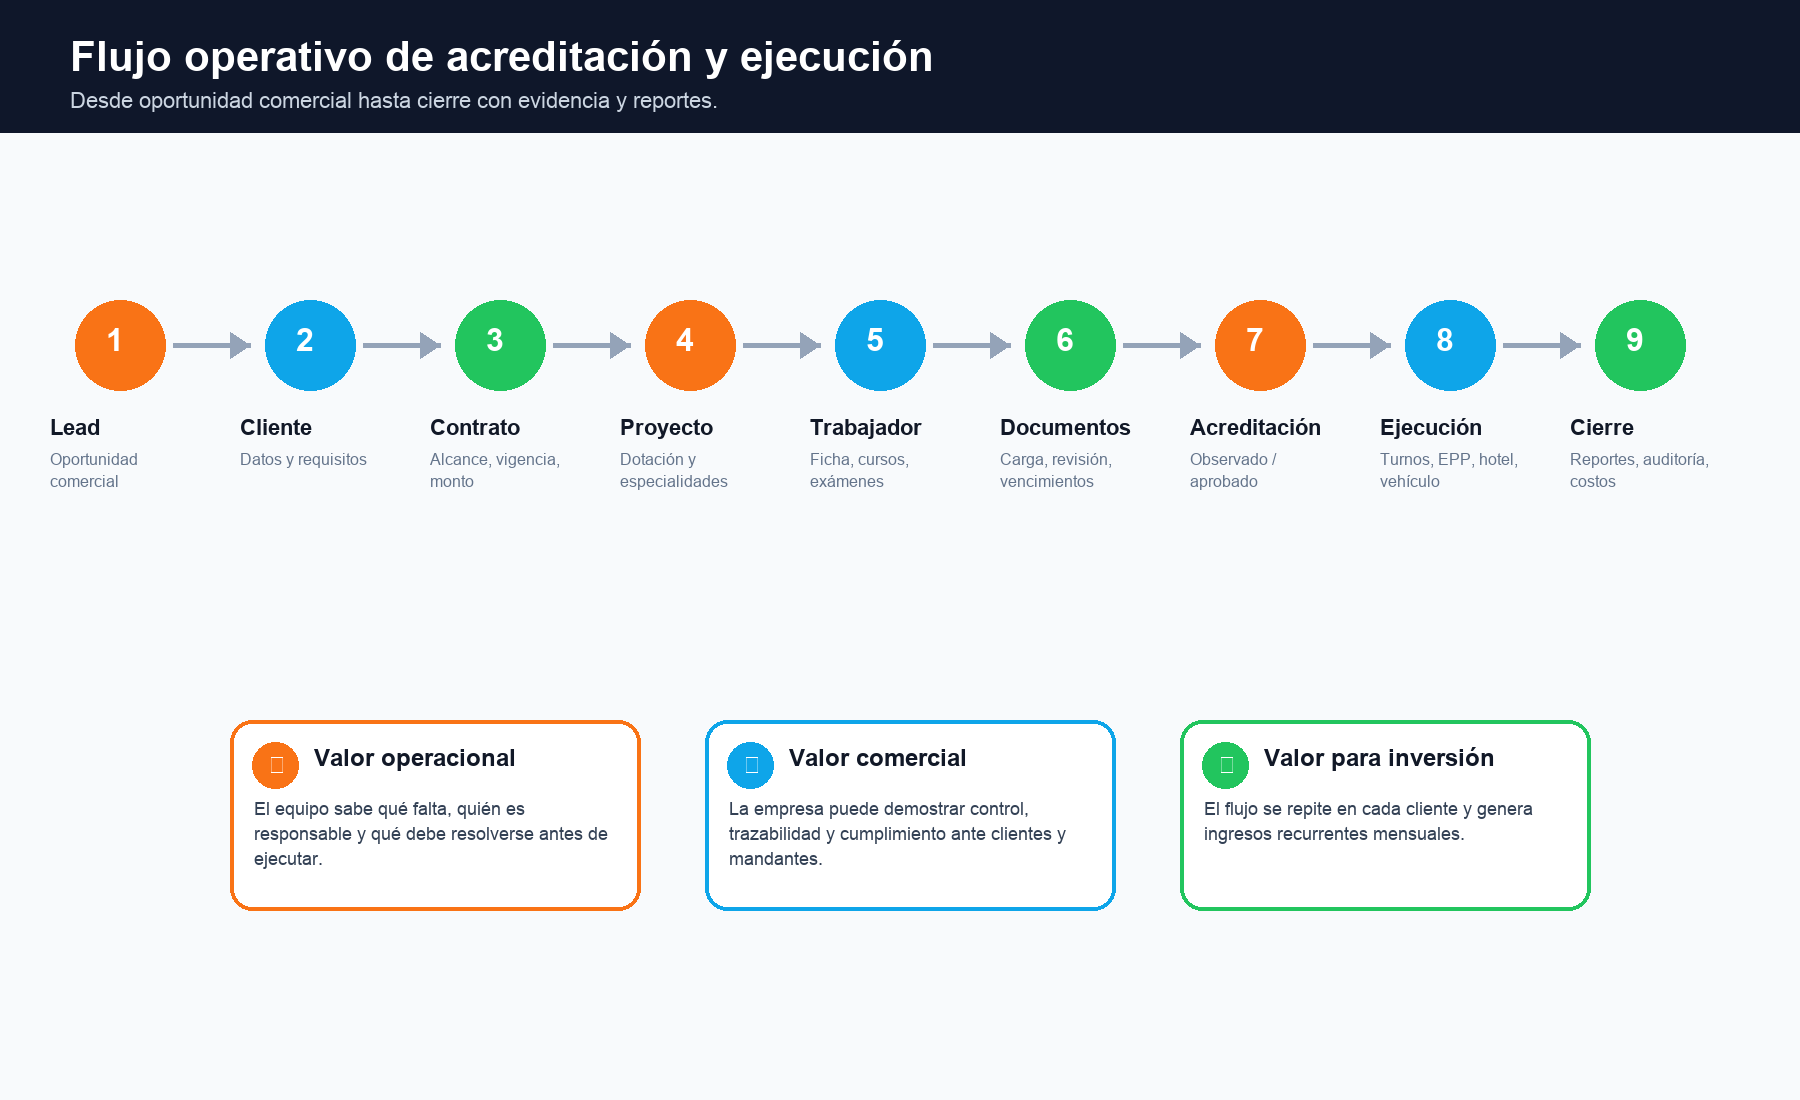 Flujo operativo de acreditación y ejecución
Desde oportunidad comercial hasta cierre con evidencia y reportes.
1
2
3
4
5
6
7
8
9
Lead
Oportunidad
comercial
Cliente
Datos y requisitos
Contrato
Alcance, vigencia,
monto
Proyecto
Dotación y
especialidades
Trabajador
Ficha, cursos,
exámenes
Documentos
Carga, revisión,
vencimientos
Acreditación
Observado /
aprobado
Ejecución
Turnos, EPP, hotel,
vehículo
Cierre
Reportes, auditoría,
costos
Valor operacional
El equipo sabe qué falta, quién es
responsable y qué debe resolverse antes de
ejecutar.
Valor comercial
La empresa puede demostrar control,
trazabilidad y cumplimiento ante clientes y
mandantes.
Valor para inversión
El flujo se repite en cada cliente y genera
ingresos recurrentes mensuales.